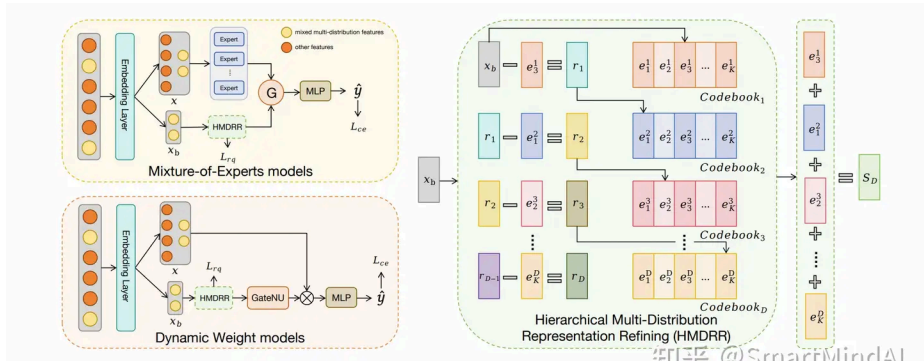 mixed multi-distribution features
other features
Embedding Layer
x
Expert
Expert
Expert
G
MLP
ŷ
L_ce
x_b
HMDRR
L_rq
Mixture-of-Experts models
Embedding Layer
x
L_rq
L_ce
x_b
HMDRR
GateNU
MLP
ŷ
Dynamic Weight models
x_b
x_b - e_3^1 = r_1
e_1^1 e_2^1 e_3^1 ... e_K^1
Codebook_1
r_1 - e_1^2 = r_2
e_1^2 e_2^2 e_3^2 ... e_K^2
Codebook_2
r_2 - e_2^3 = r_3
e_1^3 e_2^3 e_3^3 ... e_K^3
Codebook_3
r_{D-1} - e_K^D = r_D
e_1^D e_2^D e_3^D ... e_K^D
Codebook_D
Hierarchical Multi-Distribution
Representation Refining (HMDRR)
e_3^1
+
e_1^2
+
e_2^3
+
......
+
e_K^D
= S_D
知乎 @SmartMindAI